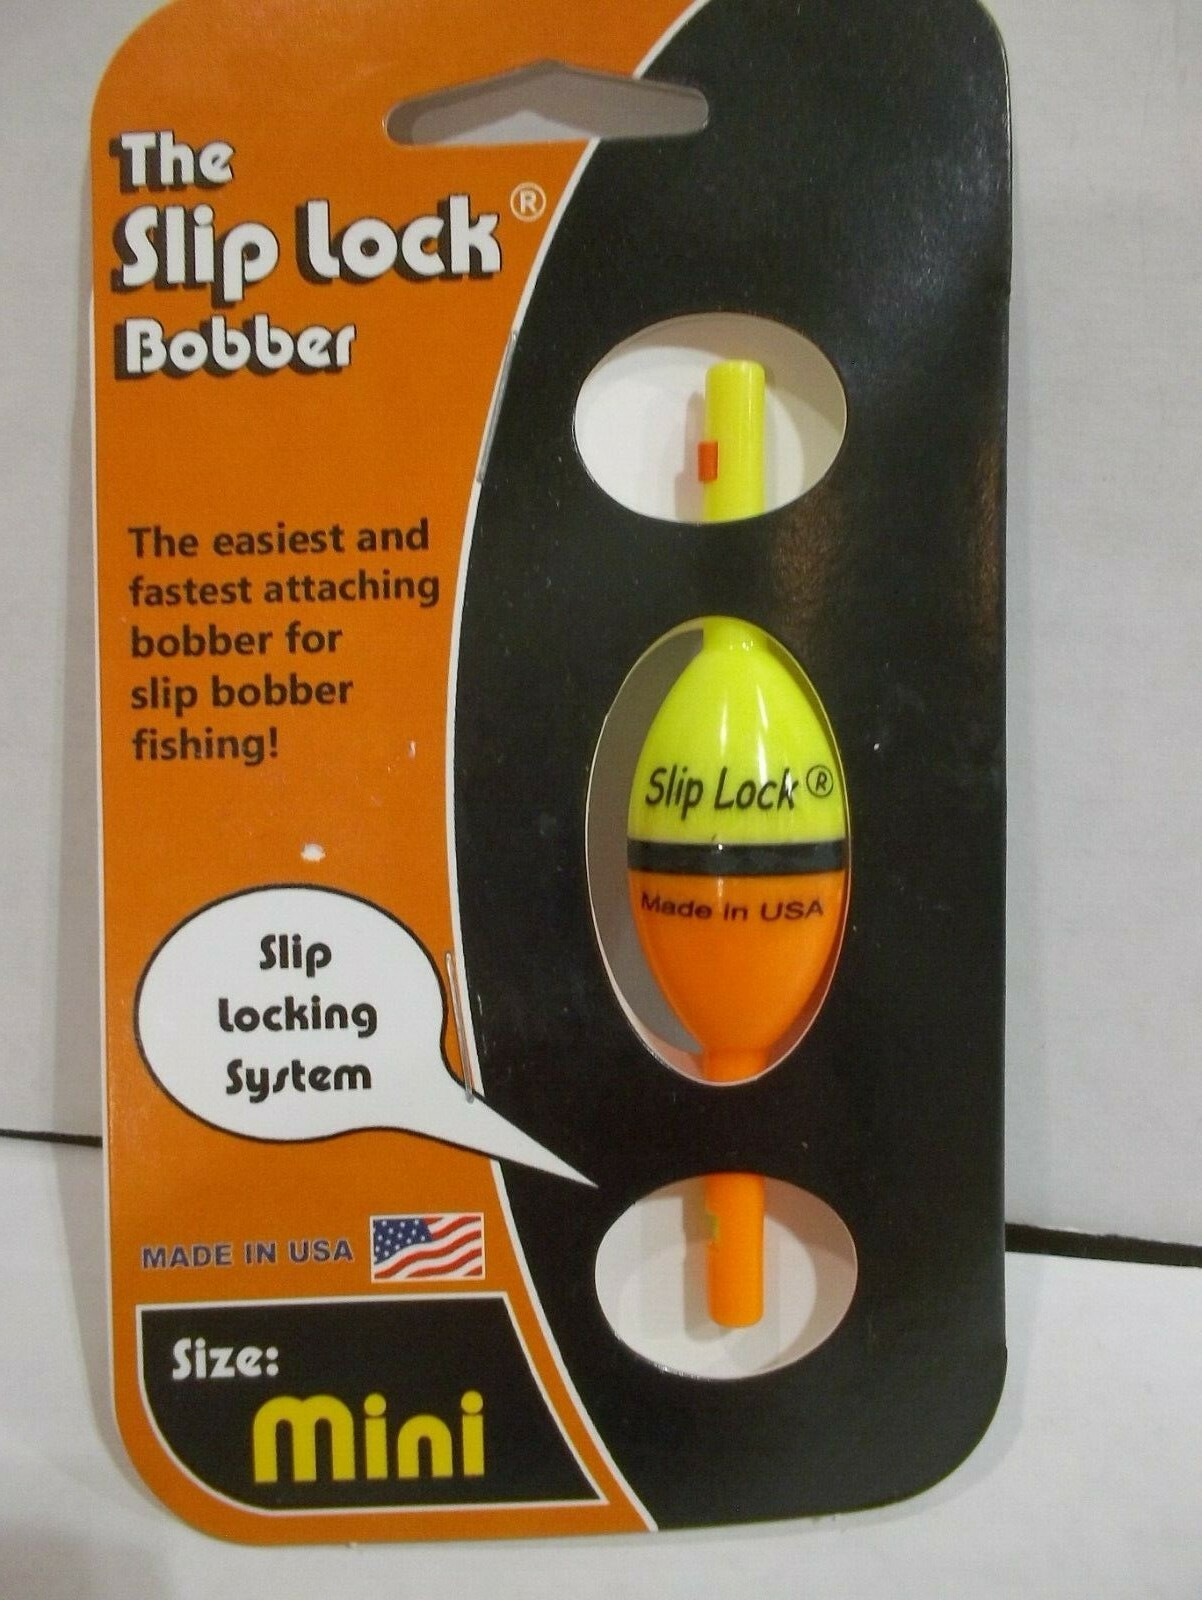 The
Slip Lock®
Bobber
The easiest and
fastest attaching
bobber for
slip bobber
fishing!
Slip Lock®
Made In USA
Slip
Locking
System
MADE IN USA
Size:
Mini